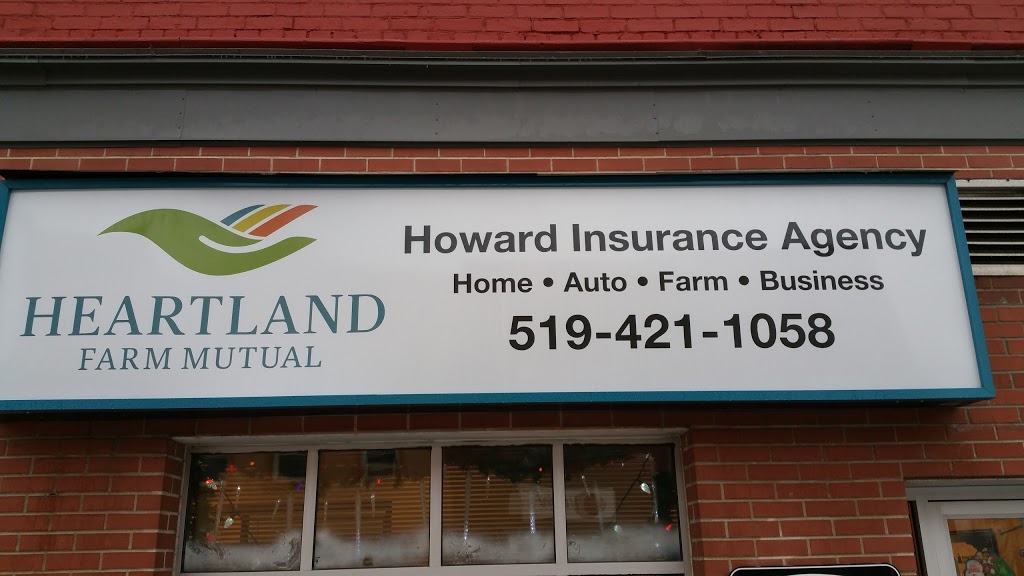 HEARTLAND
FARM MUTUAL
Howard Insurance Agency
Home • Auto • Farm • Business
519-421-1058